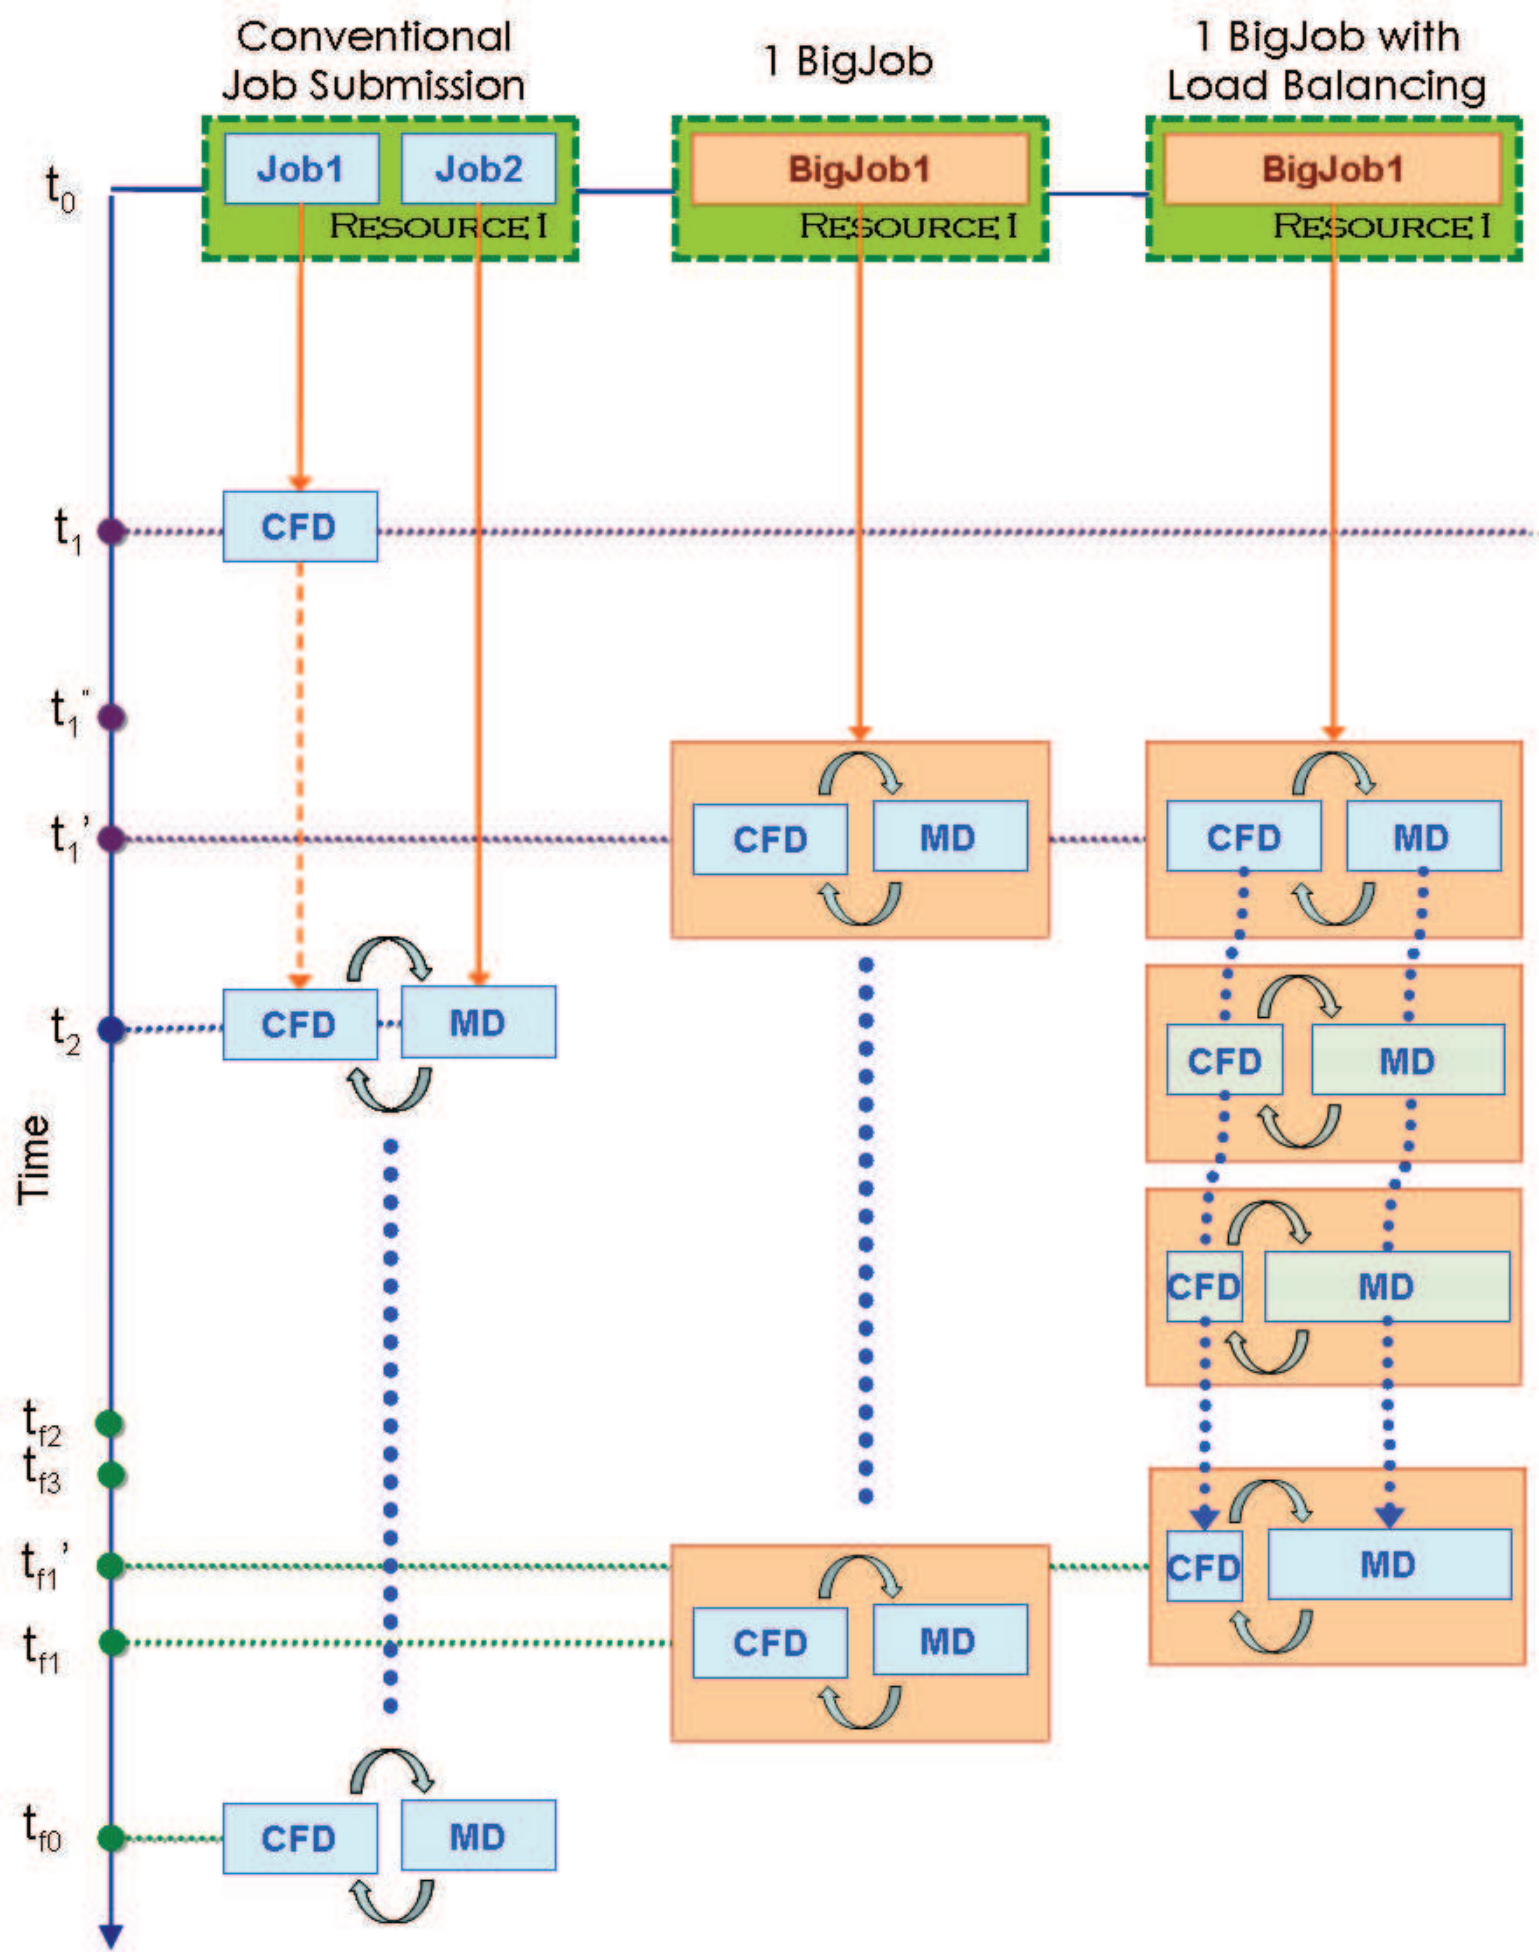 Conventional
Job Submission
1 BigJob
1 BigJob with
Load Balancing
t0
Job1
Job2
RESOURCE 1
BigJob1
RESOURCE 1
BigJob1
RESOURCE 1
t1
CFD
t1"
t1'
CFD
MD
CFD
MD
t2
CFD
MD
CFD
MD
Time
CFD
MD
tf2
tf3
tf1'
CFD
MD
tf1
CFD
MD
tf0
CFD
MD